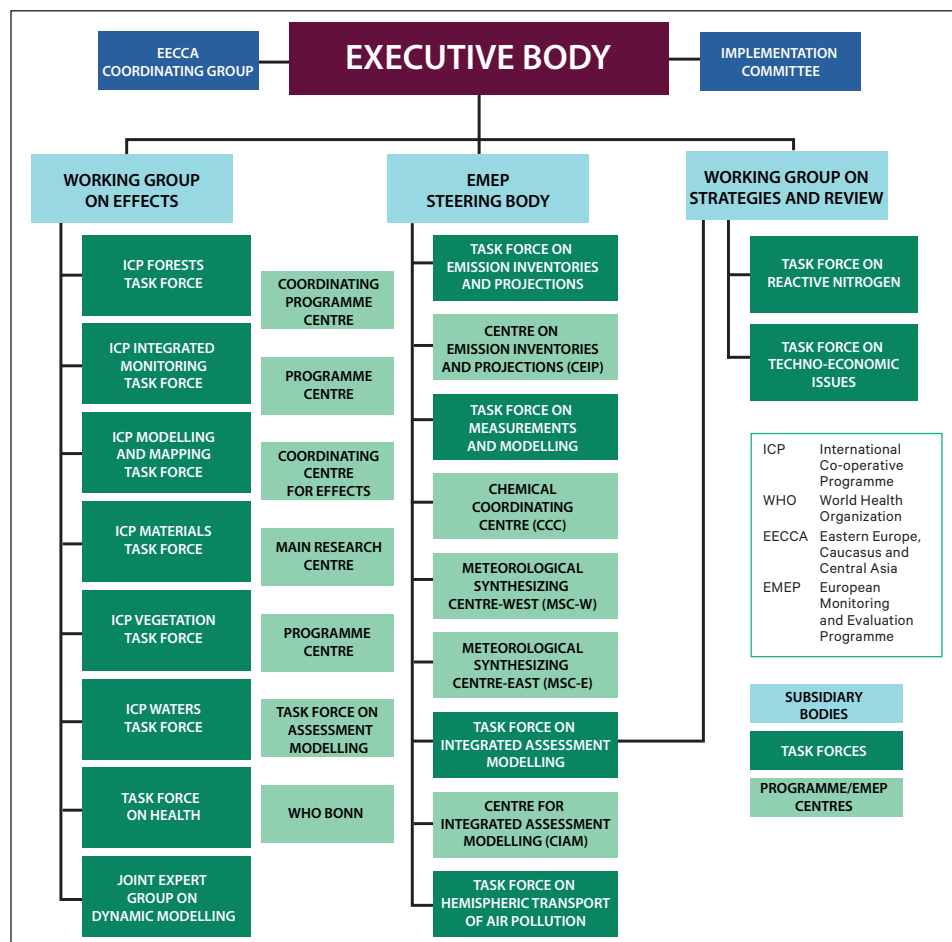 EECCA
COORDINATING GROUP
EXECUTIVE BODY
IMPLEMENTATION
COMMITTEE
WORKING GROUP
ON EFFECTS
ICP FORESTS
TASK FORCE
ICP INTEGRATED
MONITORING
TASK FORCE
ICP MODELLING
AND MAPPING
TASK FORCE
ICP MATERIALS
TASK FORCE
ICP VEGETATION
TASK FORCE
ICP WATERS
TASK FORCE
TASK FORCE
ON HEALTH
JOINT EXPERT
GROUP ON
DYNAMIC MODELLING
COORDINATING
PROGRAMME
CENTRE
PROGRAMME
CENTRE
COORDINATING
CENTRE
FOR EFFECTS
MAIN RESEARCH
CENTRE
PROGRAMME
CENTRE
TASK FORCE ON
ASSESSMENT
MODELLING
WHO BONN
EMEP
STEERING BODY
TASK FORCE ON
EMISSION INVENTORIES
AND PROJECTIONS
CENTRE ON
EMISSION INVENTORIES
AND PROJECTIONS (CEIP)
TASK FORCE ON
MEASUREMENTS
AND MODELLING
CHEMICAL
COORDINATING
CENTRE (CCC)
METEOROLOGICAL
SYNTHESIZING
CENTRE-WEST (MSC-W)
METEOROLOGICAL
SYNTHESIZING
CENTRE-EAST (MSC-E)
TASK FORCE ON
INTEGRATED ASSESSMENT
MODELLING
CENTRE FOR
INTEGRATED ASSESSMENT
MODELLING (CIAM)
TASK FORCE ON
HEMISPHERIC TRANSPORT
OF AIR POLLUTION
WORKING GROUP ON
STRATEGIES AND REVIEW
TASK FORCE ON
REACTIVE NITROGEN
TASK FORCE ON
TECHNO-ECONOMIC
ISSUES
ICP International
Co-operative
Programme
WHO World Health
Organization
EECCA Eastern Europe,
Caucasus and
Central Asia
EMEP European
Monitoring
and Evaluation
Programme
SUBSIDIARY
BODIES
TASK FORCES
PROGRAMME/EMEP
CENTRES